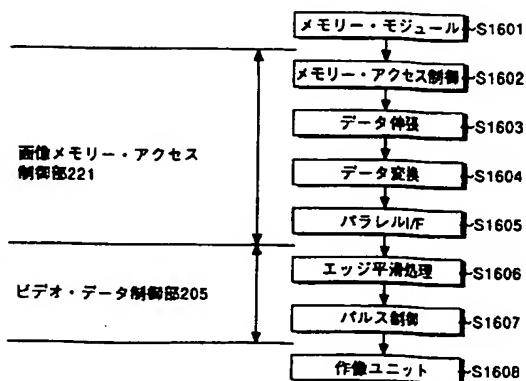 メモリー・モジュール S1601
メモリー・アクセス制御 S1602
データ伸張 S1603
画像メモリー・アクセス
制御部221
データ変換 S1604
パラレルI/F S1605
エッジ平滑処理 S1606
ビデオ・データ制御部205
パルス制御 S1607
作像ユニット S1608